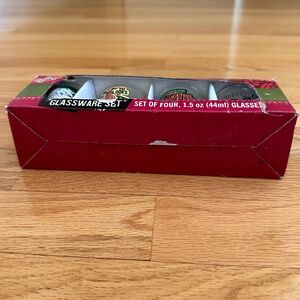 GLASSWARE SET
SET OF FOUR, 1.5 oz (44ml) GLASSES